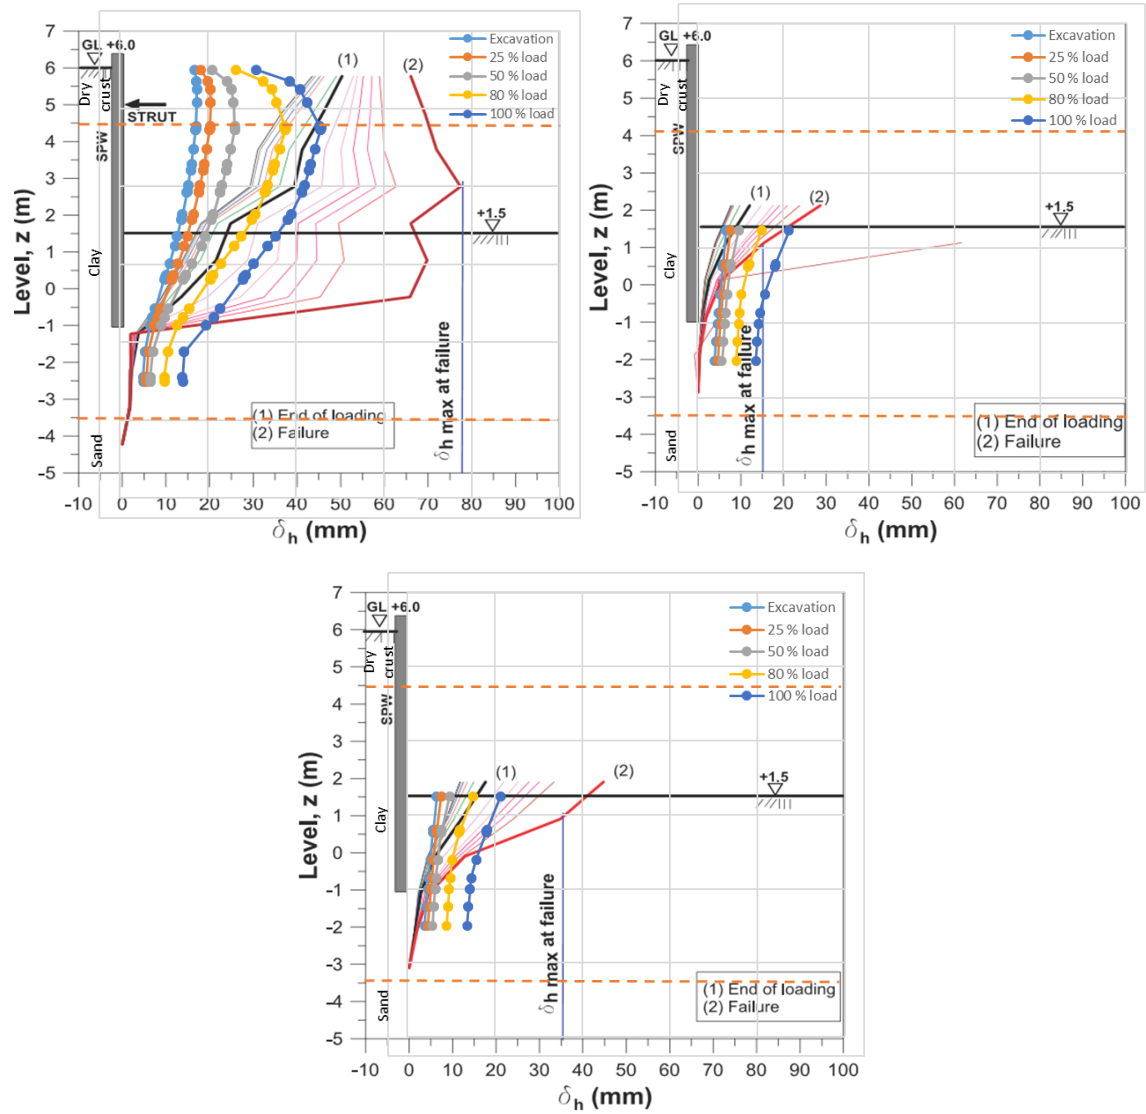 7
6
5
4
3
2
1
0
-1
-2
-3
-4
-5
Level, z (m)
GL +6.0
Dry crust
STRUT
SPW
Clay
Sand
(1)
(2)
Excavation
25 % load
50 % load
80 % load
100 % load
+1.5
δh max at failure
(1) End of loading
(2) Failure
-10 0 10 20 30 40 50 60 70 80 90 100
δh (mm)
7
6
5
4
3
2
1
0
-1
-2
-3
-4
-5
Level, z (m)
GL +6.0
Dry crust
SPW
Clay
Sand
(1)
(2)
Excavation
25 % load
50 % load
80 % load
100 % load
+1.5
δh max at failure
(1) End of loading
(2) Failure
-10 0 10 20 30 40 50 60 70 80 90 100
δh (mm)
7
6
5
4
3
2
1
0
-1
-2
-3
-4
-5
Level, z (m)
GL +6.0
Dry crust
SPW
Clay
Sand
(1)
(2)
Excavation
25 % load
50 % load
80 % load
100 % load
+1.5
δh max at failure
(1) End of loading
(2) Failure
-10 0 10 20 30 40 50 60 70 80 90 100
δh (mm)